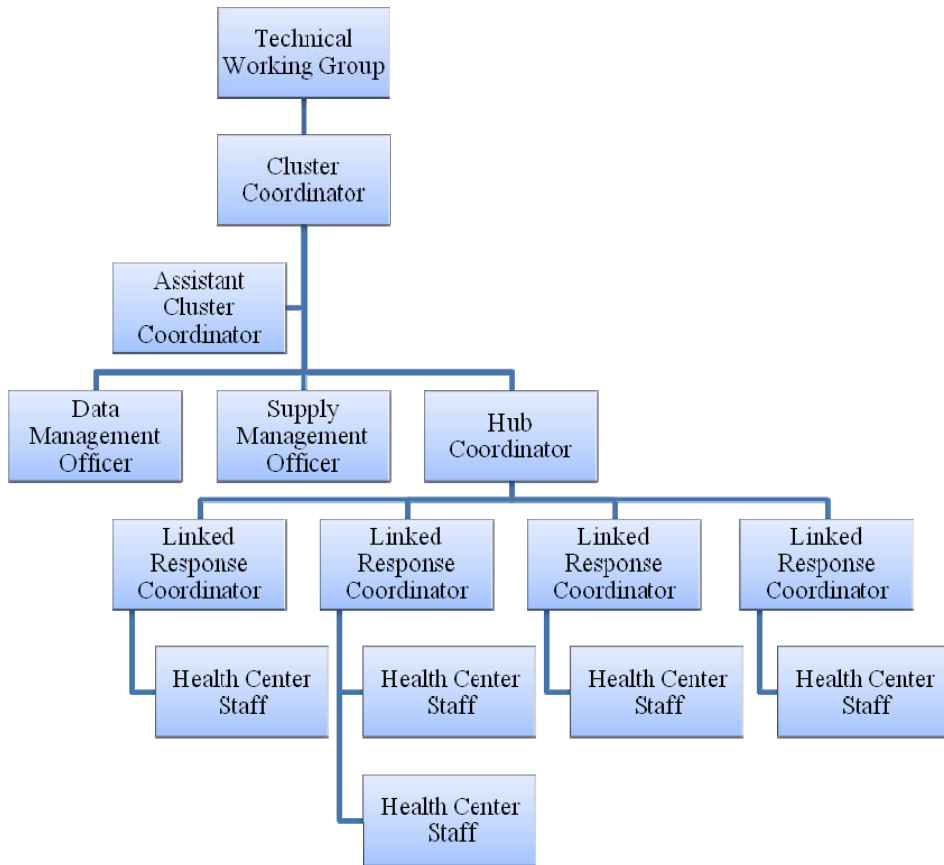 Technical
Working Group
Cluster
Coordinator
Assistant
Cluster
Coordinator
Data
Management
Officer
Supply
Management
Officer
Hub
Coordinator
Linked
Response
Coordinator
Linked
Response
Coordinator
Linked
Response
Coordinator
Linked
Response
Coordinator
Health Center
Staff
Health Center
Staff
Health Center
Staff
Health Center
Staff
Health Center
Staff